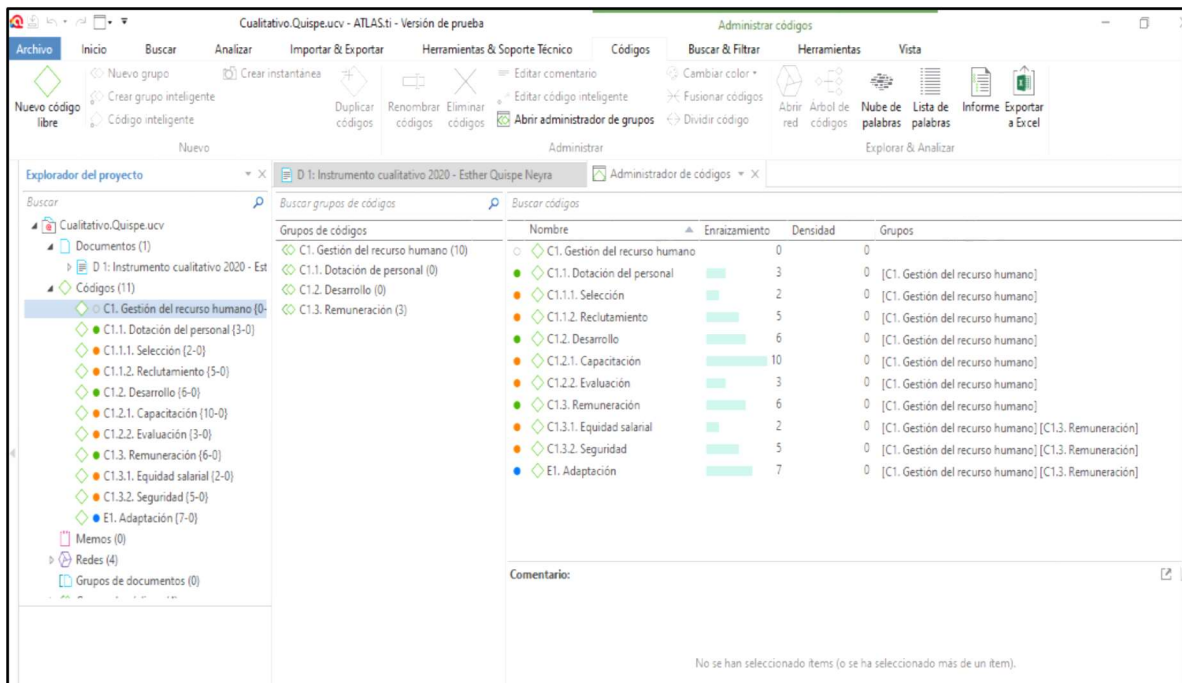 Cualitativo.Quispe.ucv - ATLAS.ti - Versión de prueba
Administrar códigos
Archivo Inicio Buscar Analizar Importar & Exportar Herramientas & Soporte Técnico Códigos Buscar & Filtrar Herramientas Vista
Nuevo código libre
Nuevo grupo
Crear grupo inteligente
Código inteligente
Crear instantánea
Nuevo
Duplicar códigos
Renombrar códigos
Eliminar códigos
Editar comentario
Editar código inteligente
Abrir administrador de grupos
Cambiar color
Fusionar códigos
Dividir código
Administrar
Abrir red
Árbol de códigos
Nube de palabras
Lista de palabras
Informe
Exportar a Excel
Explorar & Analizar
Explorador del proyecto
Buscar
Cualitativo.Quispe.ucv
Documentos (1)
D 1: Instrumento cualitativo 2020 - Est
Códigos (11)
C1. Gestión del recurso humano {0-
C1.1. Dotación del personal {3-0}
C1.1.1. Selección {2-0}
C1.1.2. Reclutamiento {5-0}
C1.2. Desarrollo {6-0}
C1.2.1. Capacitación {10-0}
C1.2.2. Evaluación {3-0}
C1.3. Remuneración {6-0}
C1.3.1. Equidad salarial {2-0}
C1.3.2. Seguridad {5-0}
E1. Adaptación {7-0}
Memos (0)
Redes (4)
Grupos de documentos (0)
D 1: Instrumento cualitativo 2020 - Esther Quispe Neyra
Administrador de códigos
Buscar grupos de códigos
Grupos de códigos
C1. Gestión del recurso humano (10)
C1.1. Dotación de personal (0)
C1.2. Desarrollo (0)
C1.3. Remuneración (3)
Buscar códigos
Nombre Enraizamiento Densidad Grupos
C1. Gestión del recurso humano 0 0
C1.1. Dotación del personal 3 0 [C1. Gestión del recurso humano]
C1.1.1. Selección 2 0 [C1. Gestión del recurso humano]
C1.1.2. Reclutamiento 5 0 [C1. Gestión del recurso humano]
C1.2. Desarrollo 6 0 [C1. Gestión del recurso humano]
C1.2.1. Capacitación 10 0 [C1. Gestión del recurso humano]
C1.2.2. Evaluación 3 0 [C1. Gestión del recurso humano]
C1.3. Remuneración 6 0 [C1. Gestión del recurso humano]
C1.3.1. Equidad salarial 2 0 [C1. Gestión del recurso humano] [C1.3. Remuneración]
C1.3.2. Seguridad 5 0 [C1. Gestión del recurso humano] [C1.3. Remuneración]
E1. Adaptación 7 0 [C1. Gestión del recurso humano] [C1.3. Remuneración]
Comentario:
No se han seleccionado ítems (o se ha seleccionado más de un ítem).